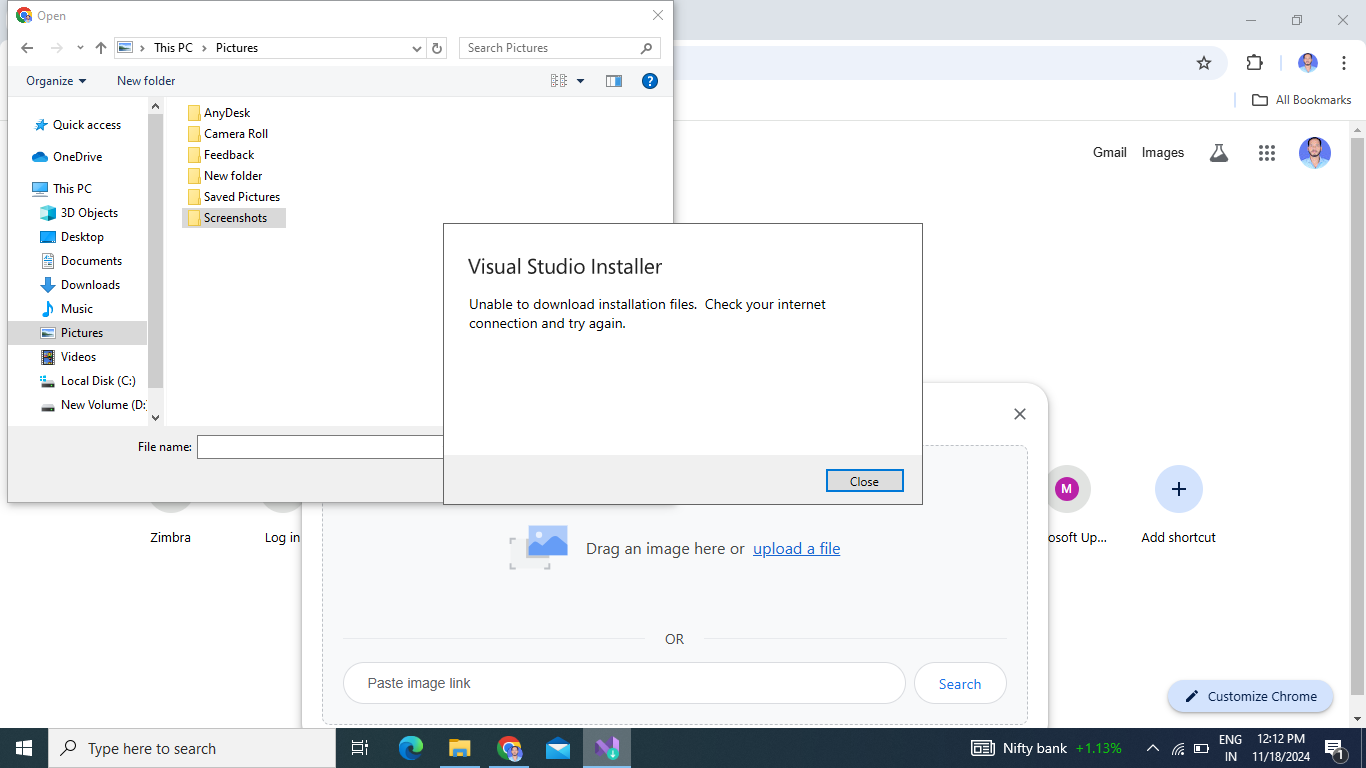 Open
This PC
Pictures
Search Pictures
Organize
New folder
?
Quick access
OneDrive
This PC
3D Objects
Desktop
Documents
Downloads
Music
Pictures
Videos
Local Disk (C:)
New Volume (D:
AnyDesk
Camera Roll
Feedback
New folder
Saved Pictures
Screenshots
File name:
Visual Studio Installer
Unable to download installation files.  Check your internet
connection and try again.
Close
All Bookmarks
Gmail Images
Zimbra
Log in
M
osoft Up...
Add shortcut
Drag an image here or upload a file
OR
Paste image link
Search
Customize Chrome
Type here to search
Nifty bank +1.13%
ENG
IN
12:12 PM
11/18/2024
1